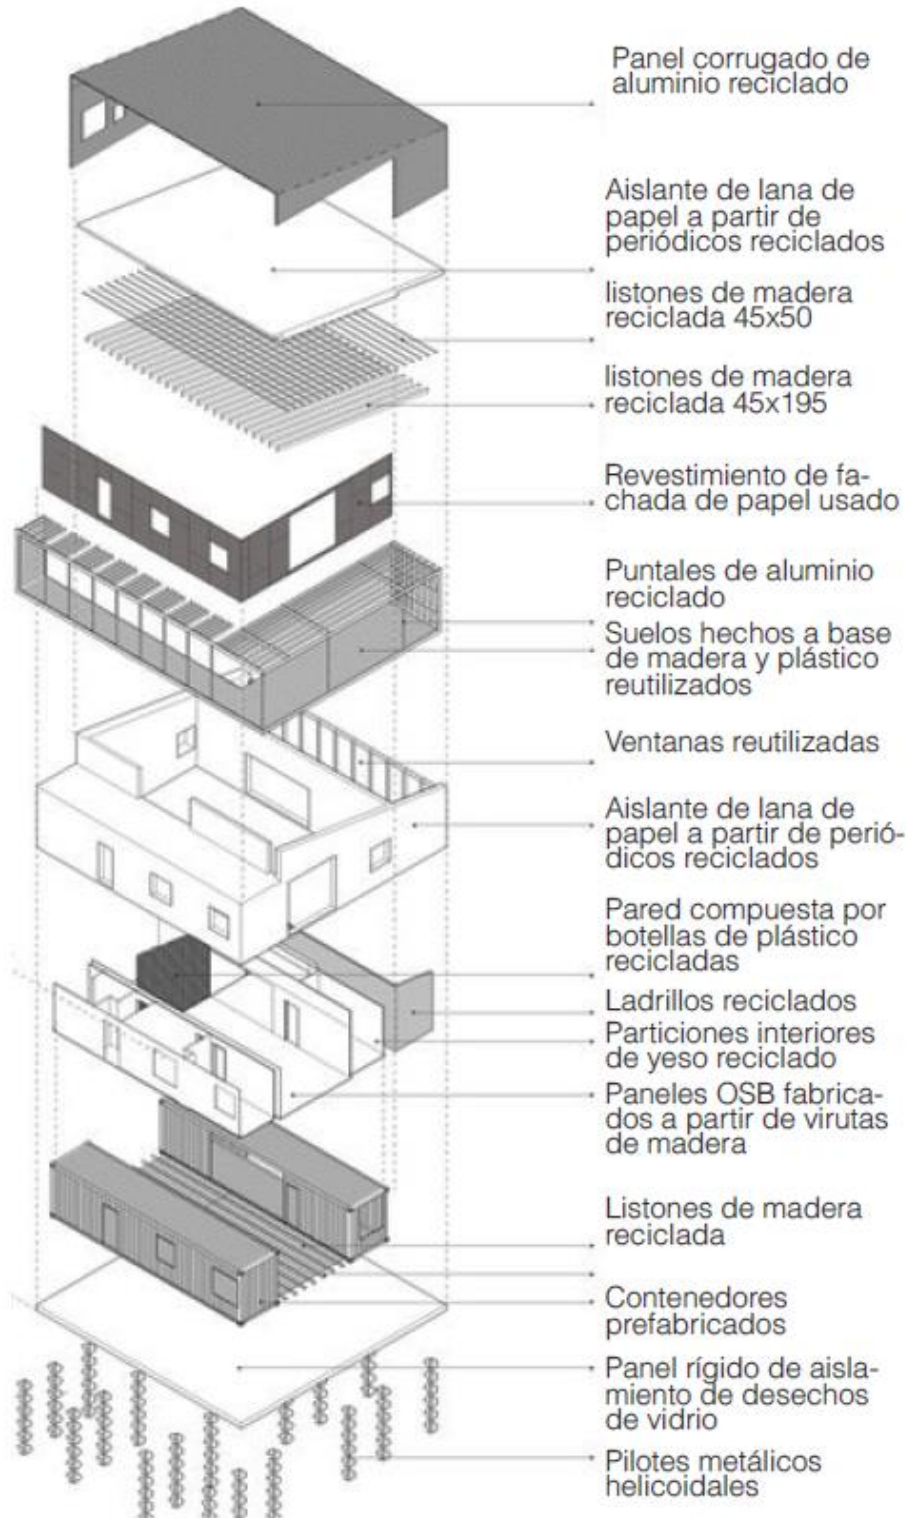 Panel corrugado de
aluminio reciclado
Aislante de lana de
papel a partir de
periódicos reciclados
listones de madera
reciclada 45x50
listones de madera
reciclada 45x195
Revestimiento de fa-
chada de papel usado
Puntales de aluminio
reciclado
Suelos hechos a base
de madera y plástico
reutilizados
Ventanas reutilizadas
Aislante de lana de
papel a partir de perió-
dicos reciclados
Pared compuesta por
botellas de plástico
recicladas
Ladrillos reciclados
Particiones interiores
de yeso reciclado
Paneles OSB fabrica-
dos a partir de virutas
de madera
Listones de madera
reciclada
Contenedores
prefabricados
Panel rígido de aisla-
miento de desechos
de vidrio
Pilotes metálicos
helicoidales